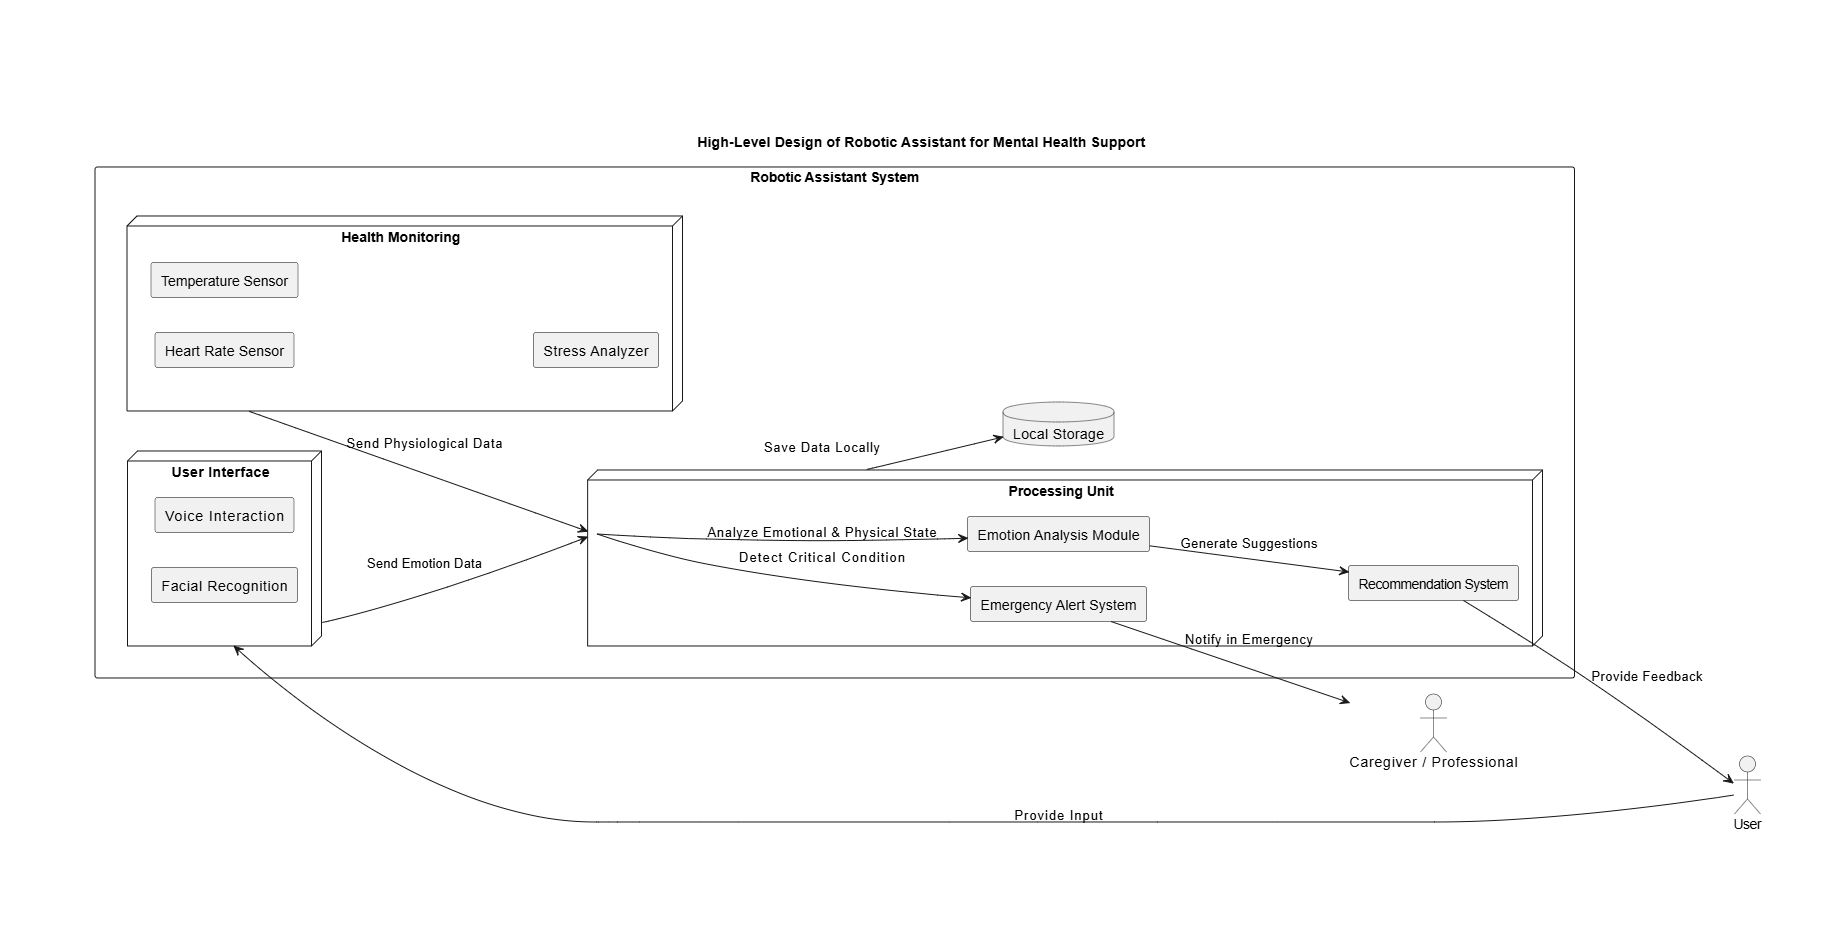 High-Level Design of Robotic Assistant for Mental Health Support
Robotic Assistant System
Health Monitoring
Temperature Sensor
Heart Rate Sensor
Stress Analyzer
Send Physiological Data
User Interface
Voice Interaction
Facial Recognition
Send Emotion Data
Save Data Locally
Local Storage
Processing Unit
Analyze Emotional & Physical State
Detect Critical Condition
Emotion Analysis Module
Generate Suggestions
Recommendation System
Emergency Alert System
Notify in Emergency
Provide Feedback
Caregiver / Professional
Provide Input
User